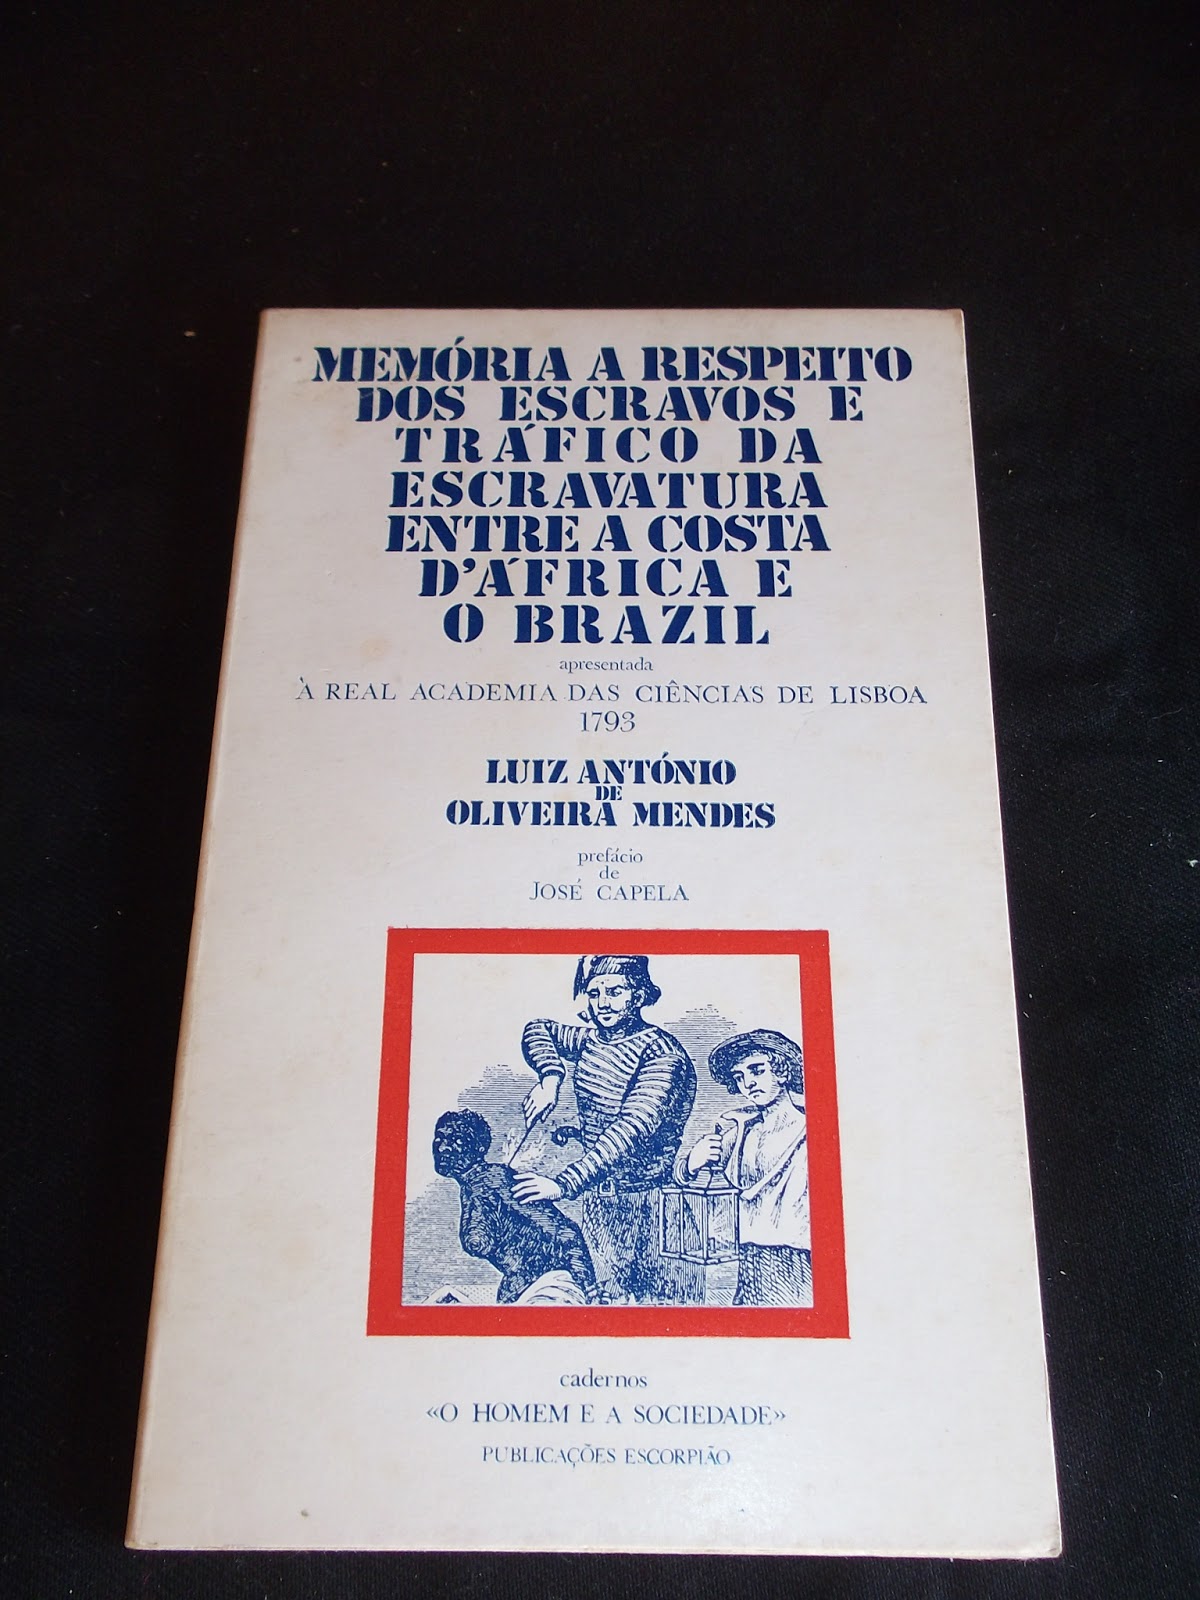 MEMÓRIA A RESPEITO
DOS ESCRAVOS E
TRÁFICO DA
ESCRAVATURA
ENTRE A COSTA
D'ÁFRICA E
O BRAZIL
apresentada
À REAL ACADEMIA DAS CIÊNCIAS DE LISBOA
1793
LUIZ ANTÓNIO
DE
OLIVEIRA MENDES
prefácio
de
JOSÉ CAPELA
cadernos
«O HOMEM E A SOCIEDADE»
PUBLICAÇÕES ESCORPIÃO